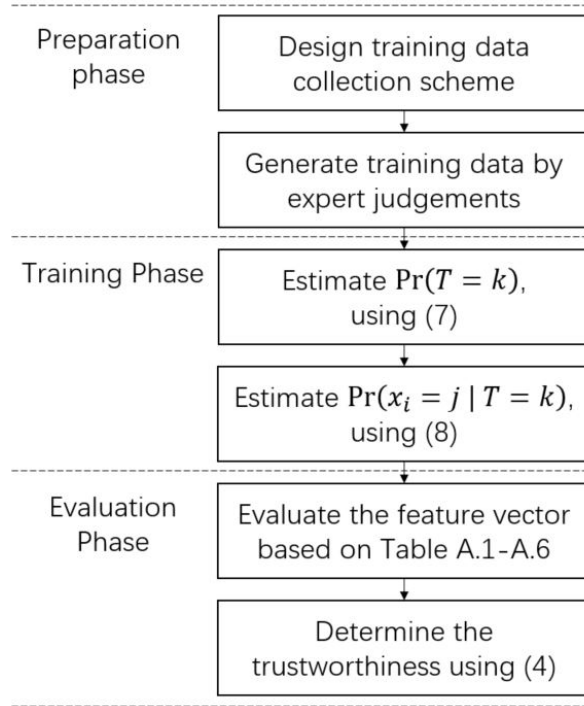 Preparation
phase
Design training data
collection scheme
Generate training data by
expert judgements
Training Phase
Estimate Pr(T = k),
using (7)
Estimate Pr(x_i = j | T = k),
using (8)
Evaluation
Phase
Evaluate the feature vector
based on Table A.1-A.6
Determine the
trustworthiness using (4)